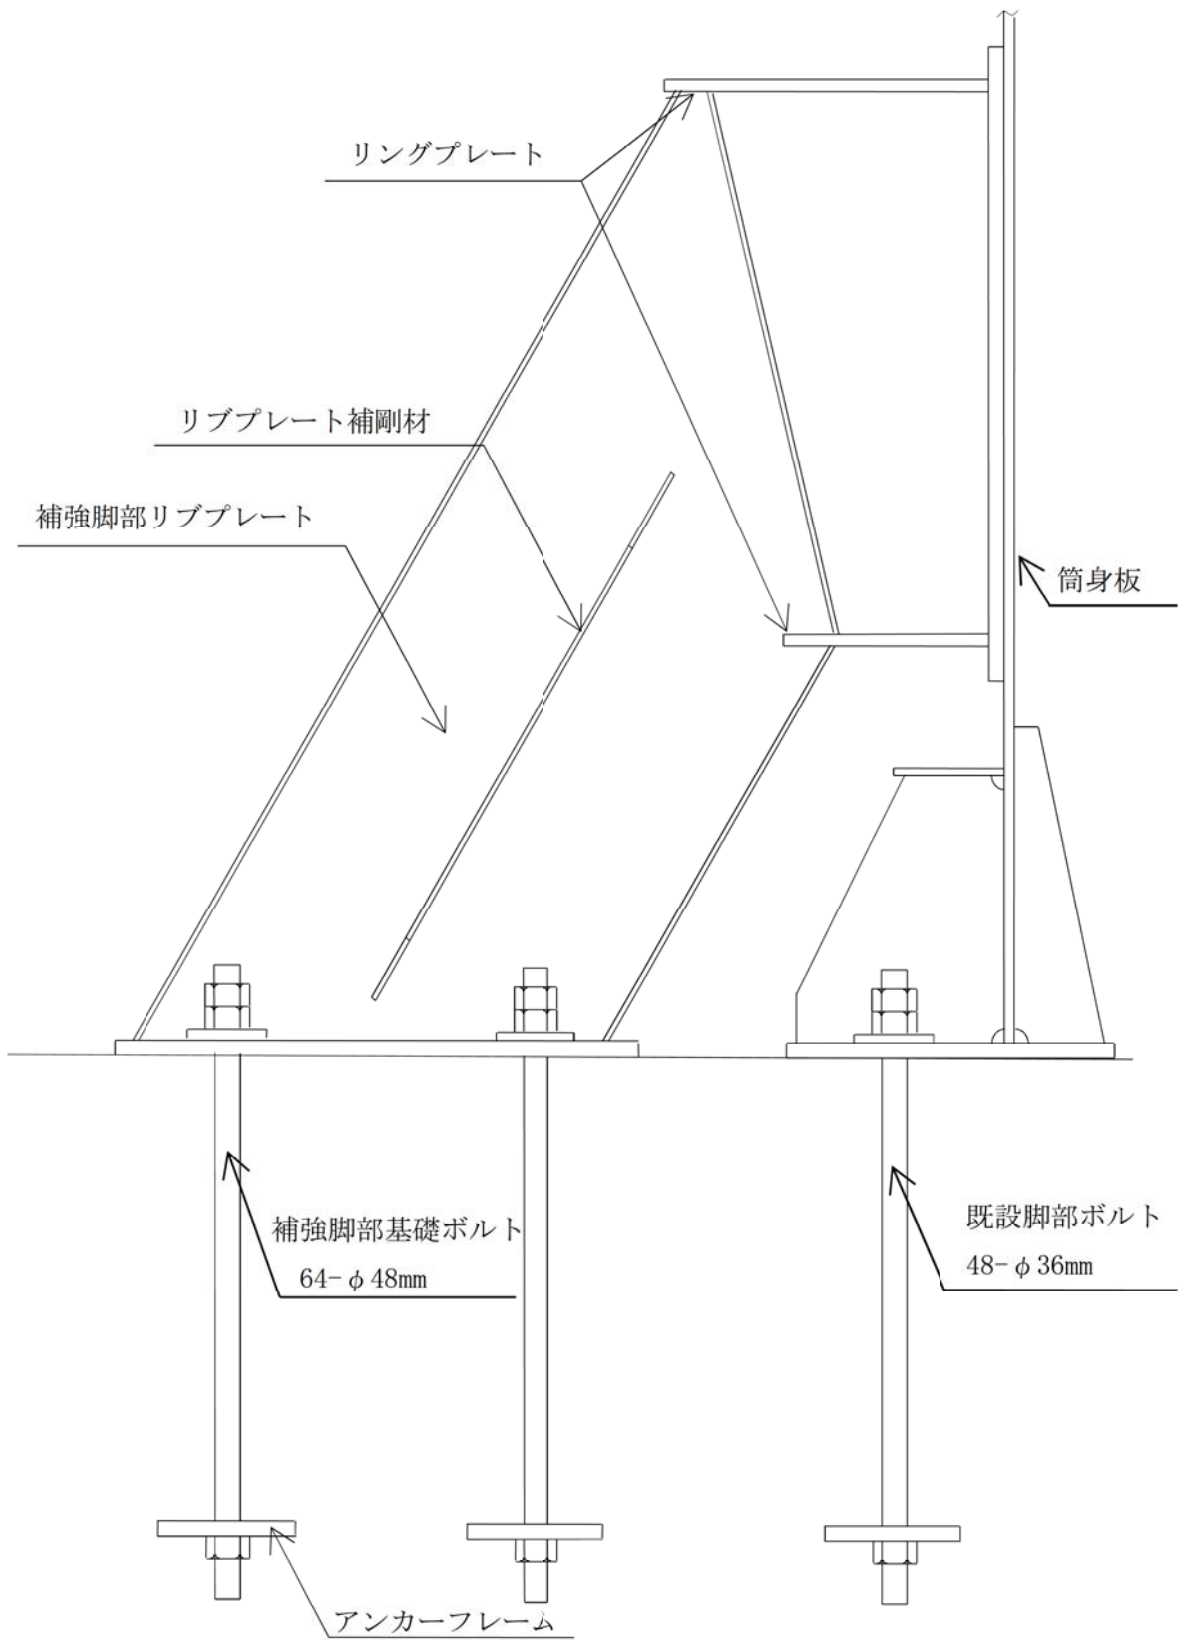 リングプレート
リブプレート補剛材
補強脚部リブプレート
筒身板
補強脚部基礎ボルト
64-φ48mm
既設脚部ボルト
48-φ36mm
アンカーフレーム